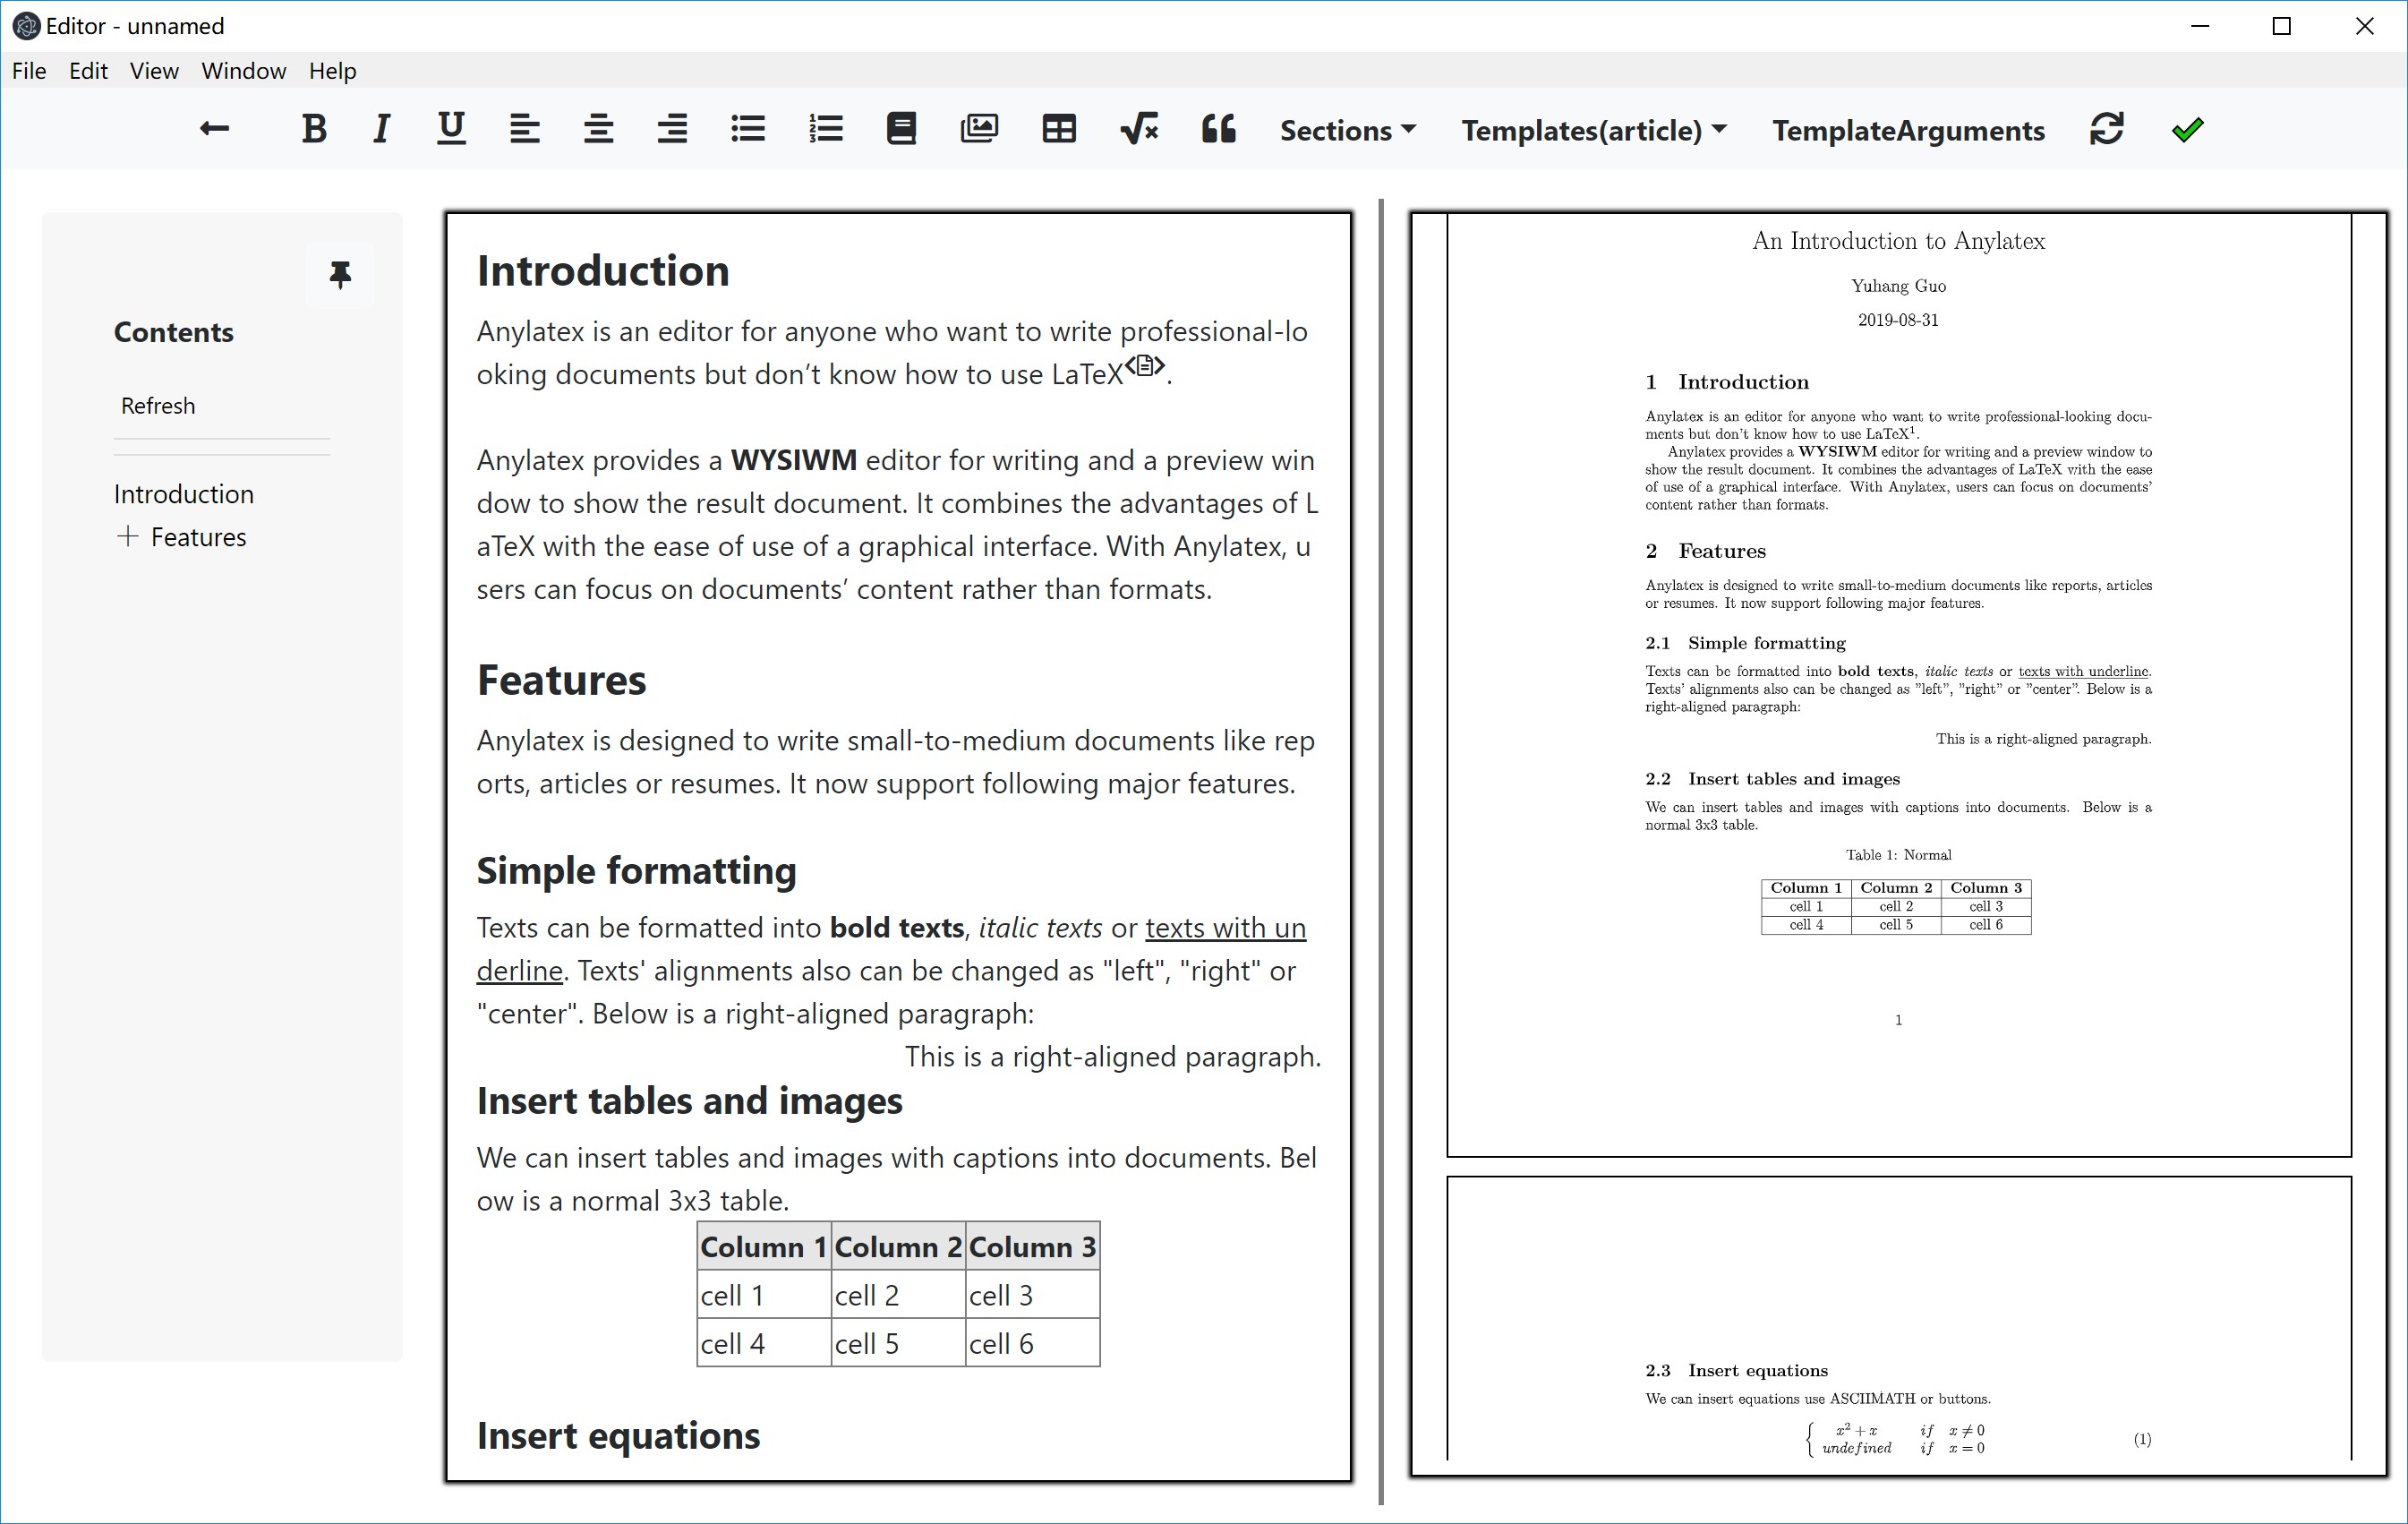 Editor - unnamed
File Edit View Window Help
B I U Sections Templates(article) TemplateArguments
Contents
Refresh
Introduction
Features
Introduction
Anylatex is an editor for anyone who want to write professional-lo
oking documents but don’t know how to use LaTeX.
Anylatex provides a WYSIWM editor for writing and a preview win
dow to show the result document. It combines the advantages of L
aTeX with the ease of use of a graphical interface. With Anylatex, u
sers can focus on documents’ content rather than formats.
Features
Anylatex is designed to write small-to-medium documents like rep
orts, articles or resumes. It now support following major features.
Simple formatting
Texts can be formatted into bold texts, italic texts or texts with un
derline. Texts' alignments also can be changed as "left", "right" or
"center". Below is a right-aligned paragraph:
This is a right-aligned paragraph.
Insert tables and images
We can insert tables and images with captions into documents. Bel
ow is a normal 3x3 table.
Column 1 Column 2 Column 3
cell 1 cell 2 cell 3
cell 4 cell 5 cell 6
Insert equations
An Introduction to Anylatex
Yuhang Guo
2019-08-31
1 Introduction
Anylatex is an editor for anyone who want to write professional-looking docu-
ments but don’t know how to use LaTeX¹.
Anylatex provides a WYSIWM editor for writing and a preview window to
show the result document. It combines the advantages of LaTeX with the ease
of use of a graphical interface. With Anylatex, users can focus on documents’
content rather than formats.
2 Features
Anylatex is designed to write small-to-medium documents like reports, articles
or resumes. It now support following major features.
2.1 Simple formatting
Texts can be formatted into bold texts, italic texts or texts with underline.
Texts’ alignments also can be changed as ”left”, ”right” or ”center”. Below is a
right-aligned paragraph:
This is a right-aligned paragraph.
2.2 Insert tables and images
We can insert tables and images with captions into documents. Below is a
normal 3x3 table.
Table 1: Normal
Column 1 Column 2 Column 3
cell 1 cell 2 cell 3
cell 4 cell 5 cell 6
1
2.3 Insert equations
We can insert equations use ASCIIMATH or buttons.
{ x² + x if x ≠ 0
undefined if x = 0 (1)